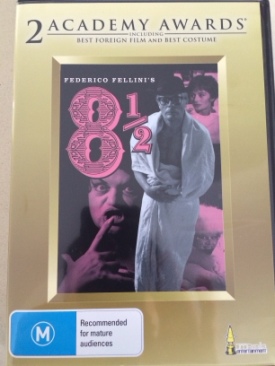 2 ACADEMY AWARDS®
INCLUDING
BEST FOREIGN FILM AND BEST COSTUME
FEDERICO FELLINI'S
8 1/2
M
Recommended
for mature
audiences
entertainment